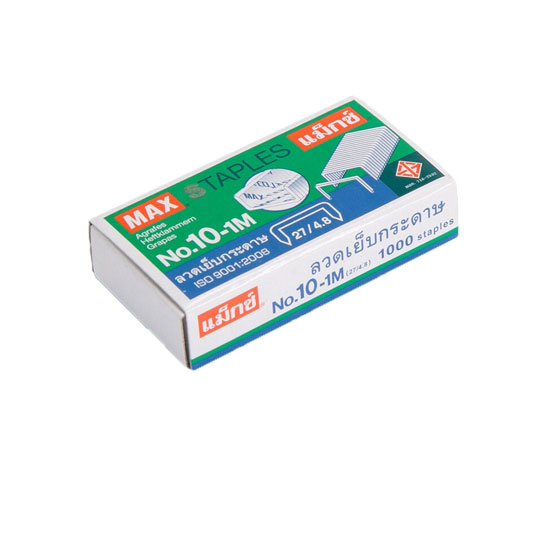 MAX
STAPLES
แม็กซ์
Agrafes
Heftklammern
Grapas
No.10-1M
27/4.8
ลวดเย็บกระดาษ
ISO 9001:2008
แม็กซ์
ลวดเย็บกระดาษ
No.10-1M (27/4.8) 1000 staples